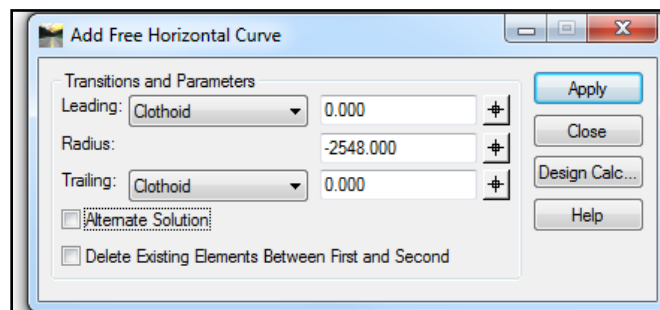 Add Free Horizontal Curve
Transitions and Parameters
Leading: Clothoid 0.000
Radius: -2548.000
Trailing: Clothoid 0.000
Alternate Solution
Delete Existing Elements Between First and Second
Apply
Close
Design Calc...
Help